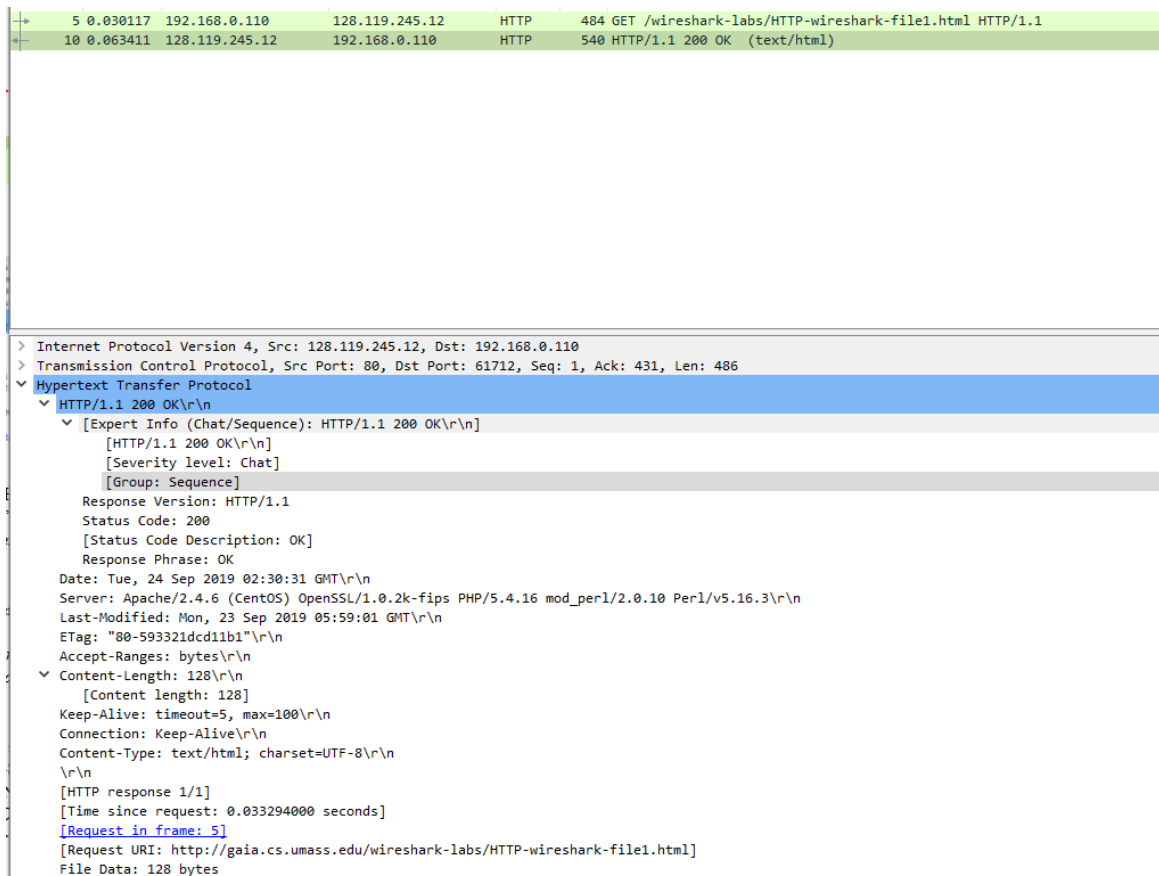 5 0.030117 192.168.0.110 128.119.245.12 HTTP 484 GET /wireshark-labs/HTTP-wireshark-file1.html HTTP/1.1
10 0.063411 128.119.245.12 192.168.0.110 HTTP 540 HTTP/1.1 200 OK (text/html)
Internet Protocol Version 4, Src: 128.119.245.12, Dst: 192.168.0.110
Transmission Control Protocol, Src Port: 80, Dst Port: 61712, Seq: 1, Ack: 431, Len: 486
Hypertext Transfer Protocol
HTTP/1.1 200 OK\r\n
[Expert Info (Chat/Sequence): HTTP/1.1 200 OK\r\n]
[HTTP/1.1 200 OK\r\n]
[Severity level: Chat]
[Group: Sequence]
Response Version: HTTP/1.1
Status Code: 200
[Status Code Description: OK]
Response Phrase: OK
Date: Tue, 24 Sep 2019 02:30:31 GMT\r\n
Server: Apache/2.4.6 (CentOS) OpenSSL/1.0.2k-fips PHP/5.4.16 mod_perl/2.0.10 Perl/v5.16.3\r\n
Last-Modified: Mon, 23 Sep 2019 05:59:01 GMT\r\n
ETag: "80-593321dcd11b1"\r\n
Accept-Ranges: bytes\r\n
Content-Length: 128\r\n
[Content length: 128]
Keep-Alive: timeout=5, max=100\r\n
Connection: Keep-Alive\r\n
Content-Type: text/html; charset=UTF-8\r\n
\r\n
[HTTP response 1/1]
[Time since request: 0.033294000 seconds]
[Request in frame: 5]
[Request URI: http://gaia.cs.umass.edu/wireshark-labs/HTTP-wireshark-file1.html]
File Data: 128 bytes